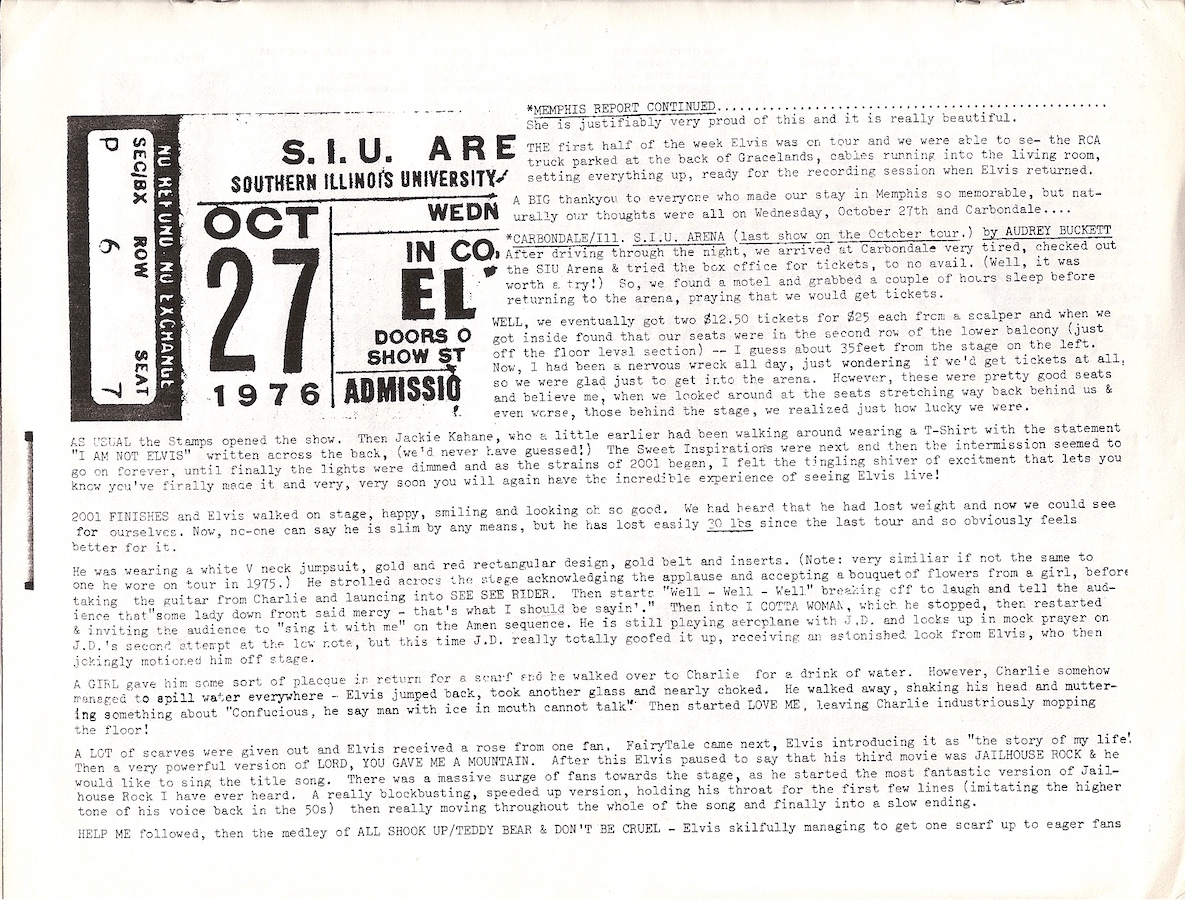 NO REFUND NO EXCHANGE
SEC/BX ROW SEAT
P 6 7
S.I.U. ARE
SOUTHERN ILLINOIS UNIVERSITY
OCT
27
1976
WEDN
IN CO
EL
DOORS O
SHOW ST
ADMISSIO
*MEMPHIS REPORT CONTINUED....................................................
She is justifiably very proud of this and it is really beautiful.
THE first half of the week Elvis was on tour and we were able to se- the RCA
truck parked at the back of Gracelands, cables running into the living room,
setting everything up, ready for the recording session when Elvis returned.
A BIG thankyou to everyone who made our stay in Memphis so memorable, but nat-
urally our thoughts were all on Wednesday, October 27th and Carbondale....
*CARBONDALE/Ill. S.I.U. ARENA (last show on the October tour.) by AUDREY BUCKETT
After driving through the night, we arrived at Carbondale very tired, checked out
the SIU Arena & tried the box office for tickets, to no avail. (Well, it was
worth a try!) So, we found a motel and grabbed a couple of hours sleep before
returning to the arena, praying that we would get tickets.
WELL, we eventually got two $12.50 tickets for $25 each from a scalper and when we
got inside found that our seats were in the second row of the lower balcony (just
off the floor level section) -- I guess about 35feet from the stage on the left.
Now, I had been a nervous wreck all day, just wondering if we'd get tickets at all,
so we were glad just to get into the arena. However, these were pretty good seats
and believe me, when we looked around at the seats stretching way back behind us &
even worse, those behind the stage, we realized just how lucky we were.
AS USUAL the Stamps opened the show. Then Jackie Kahane, who a little earlier had been walking around wearing a T-Shirt with the statement
"I AM NOT ELVIS" written across the back, (we'd never have guessed!) The Sweet Inspirations were next and then the intermission seemed to
go on forever, until finally the lights were dimmed and as the strains of 2001 began, I felt the tingling shiver of excitment that lets you
know you've finally made it and very, very soon you will again have the incredible experience of seeing Elvis live!
2001 FINISHES and Elvis walked on stage, happy, smiling and looking oh so good. We had heard that he had lost weight and now we could see
for ourselves. Now, no-one can say he is slim by any means, but he has lost easily 20 lbs since the last tour and so obviously feels
better for it.
He was wearing a white V neck jumpsuit, gold and red rectangular design, gold belt and inserts. (Note: very similiar if not the same to
one he wore on tour in 1975.) He strolled across the stage acknowledging the applause and accepting a bouquet of flowers from a girl, before
taking the guitar from Charlie and launcing into SEE SEE RIDER. Then starts "Well - Well - Well" breaking off to laugh and tell the aud-
ience that"some lady down front said mercy - that's what I should be sayin'." Then into I GOTTA WOMAN, which he stopped, then restarted
& inviting the audience to "sing it with me" on the Amen sequence. He is still playing aeroplane with J.D. and looks up in mock prayer on
J.D.'s second attempt at the low note, but this time J.D. really totally goofed it up, receiving an astonished look from Elvis, who then
jokingly motioned him off stage.
A GIRL gave him some sort of placque in return for a scarf and he walked over to Charlie for a drink of water. However, Charlie somehow
managed to spill water everywhere - Elvis jumped back, took another glass and nearly choked. He walked away, shaking his head and mutter-
ing something about "Confucious, he say man with ice in mouth cannot talk"! Then started LOVE ME, leaving Charlie industriously mopping
the floor!
A LOT of scarves were given out and Elvis received a rose from one fan. FairyTale came next, Elvis introducing it as "the story of my life'.
Then a very powerful version of LORD, YOU GAVE ME A MOUNTAIN. After this Elvis paused to say that his third movie was JAILHOUSE ROCK & he
would like to sing the title song. There was a massive surge of fans towards the stage, as he started the most fantastic version of Jail-
house Rock I have ever heard. A really blockbusting, speeded up version, holding his throat for the first few lines (imitating the higher
tone of his voice back in the 50s) then really moving throughout the whole of the song and finally into a slow ending.
HELP ME followed, then the medley of ALL SHOOK UP/TEDDY BEAR & DON'T BE CRUEL - Elvis skilfully managing to get one scarf up to eager fans